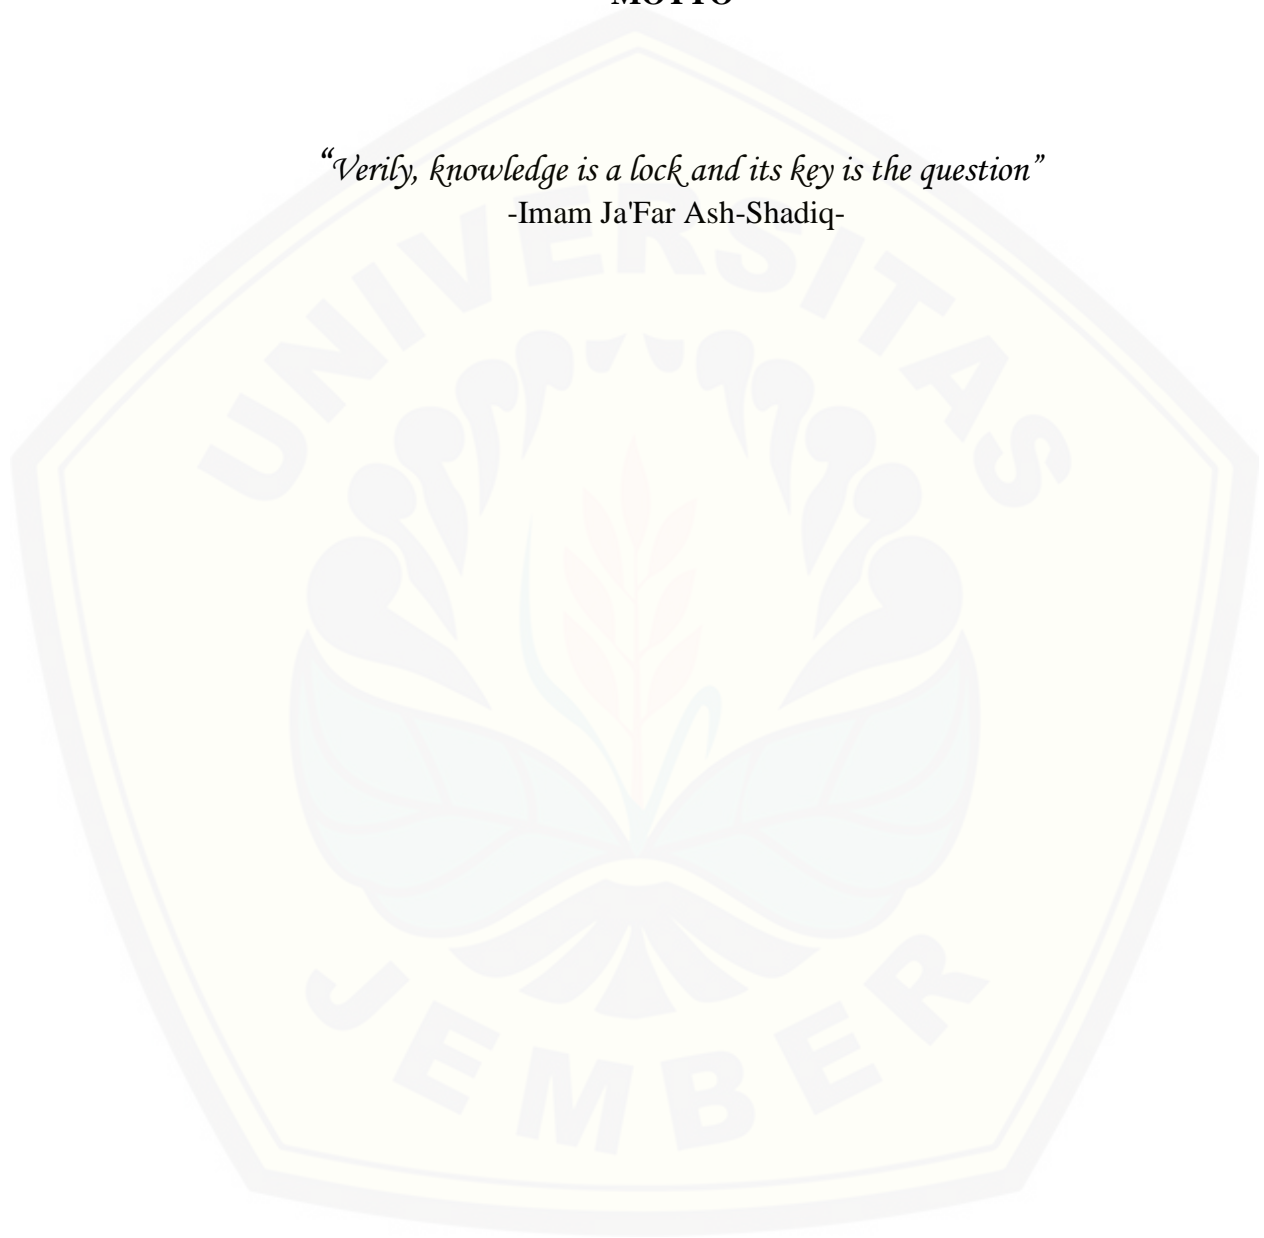 MOTTO
“Verily, knowledge is a lock and its key is the question”
-Imam Ja'Far Ash-Shadiq-
UNIVERSITAS
JEMBER